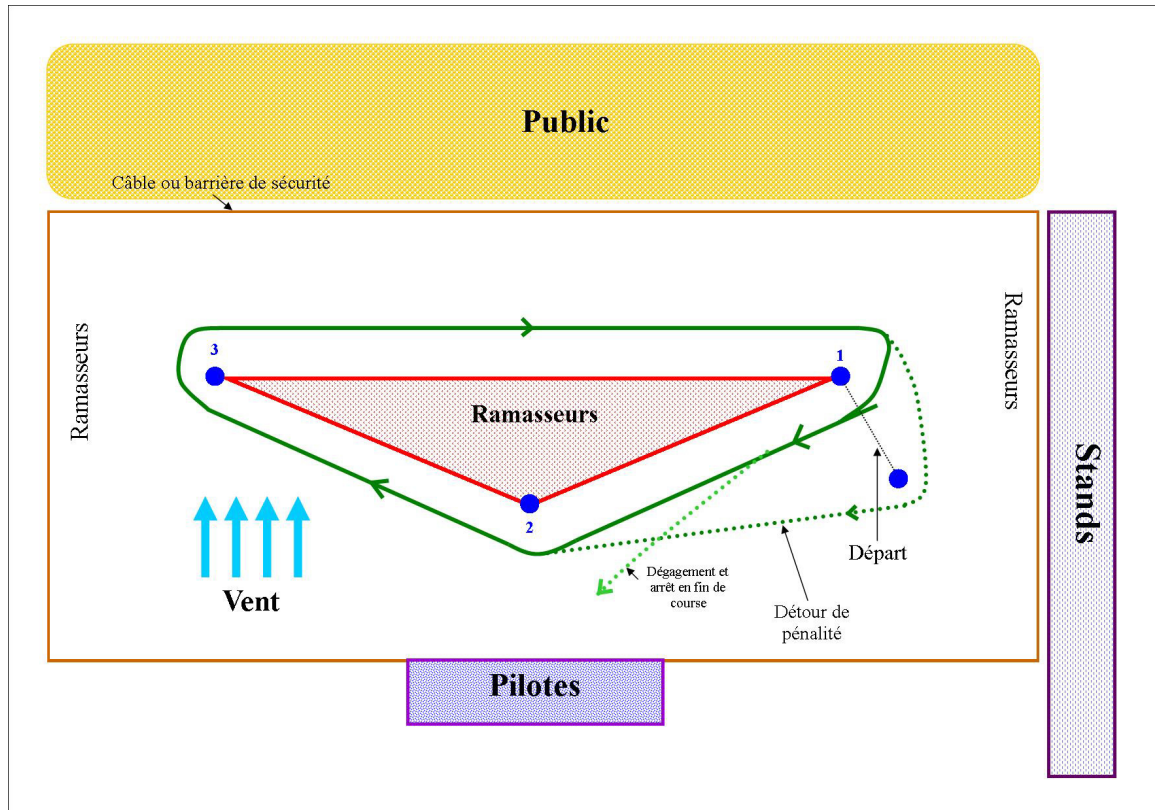 Public
Câble ou barrière de sécurité
Ramasseurs
Ramasseurs
3
1
Ramasseurs
2
Stands
Départ
Vent
Dégagement et
arrêt en fin de
course
Détour de
pénalité
Pilotes